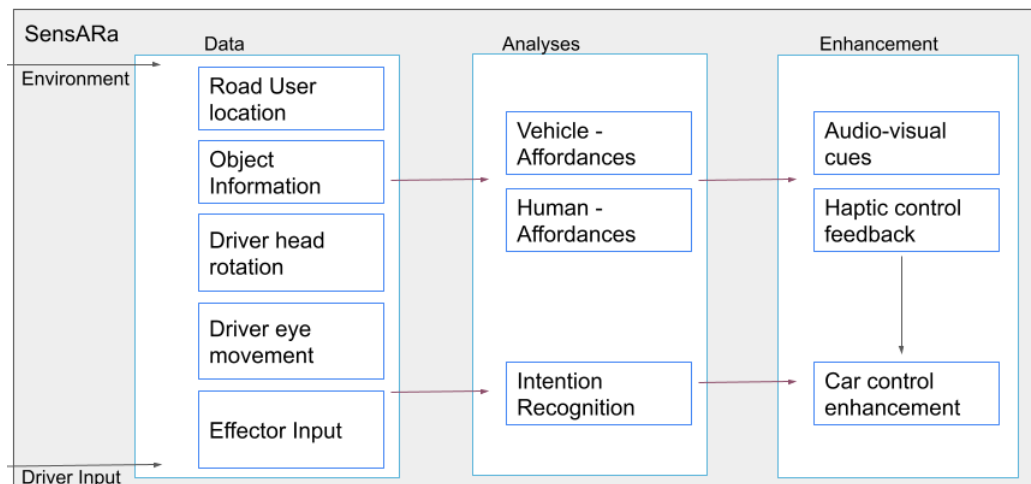 SensARa
Data
Analyses
Enhancement
Environment
Road User
location
Object
Information
Driver head
rotation
Driver eye
movement
Effector Input
Vehicle -
Affordances
Human -
Affordances
Intention
Recognition
Audio-visual
cues
Haptic control
feedback
Car control
enhancement
Driver Input